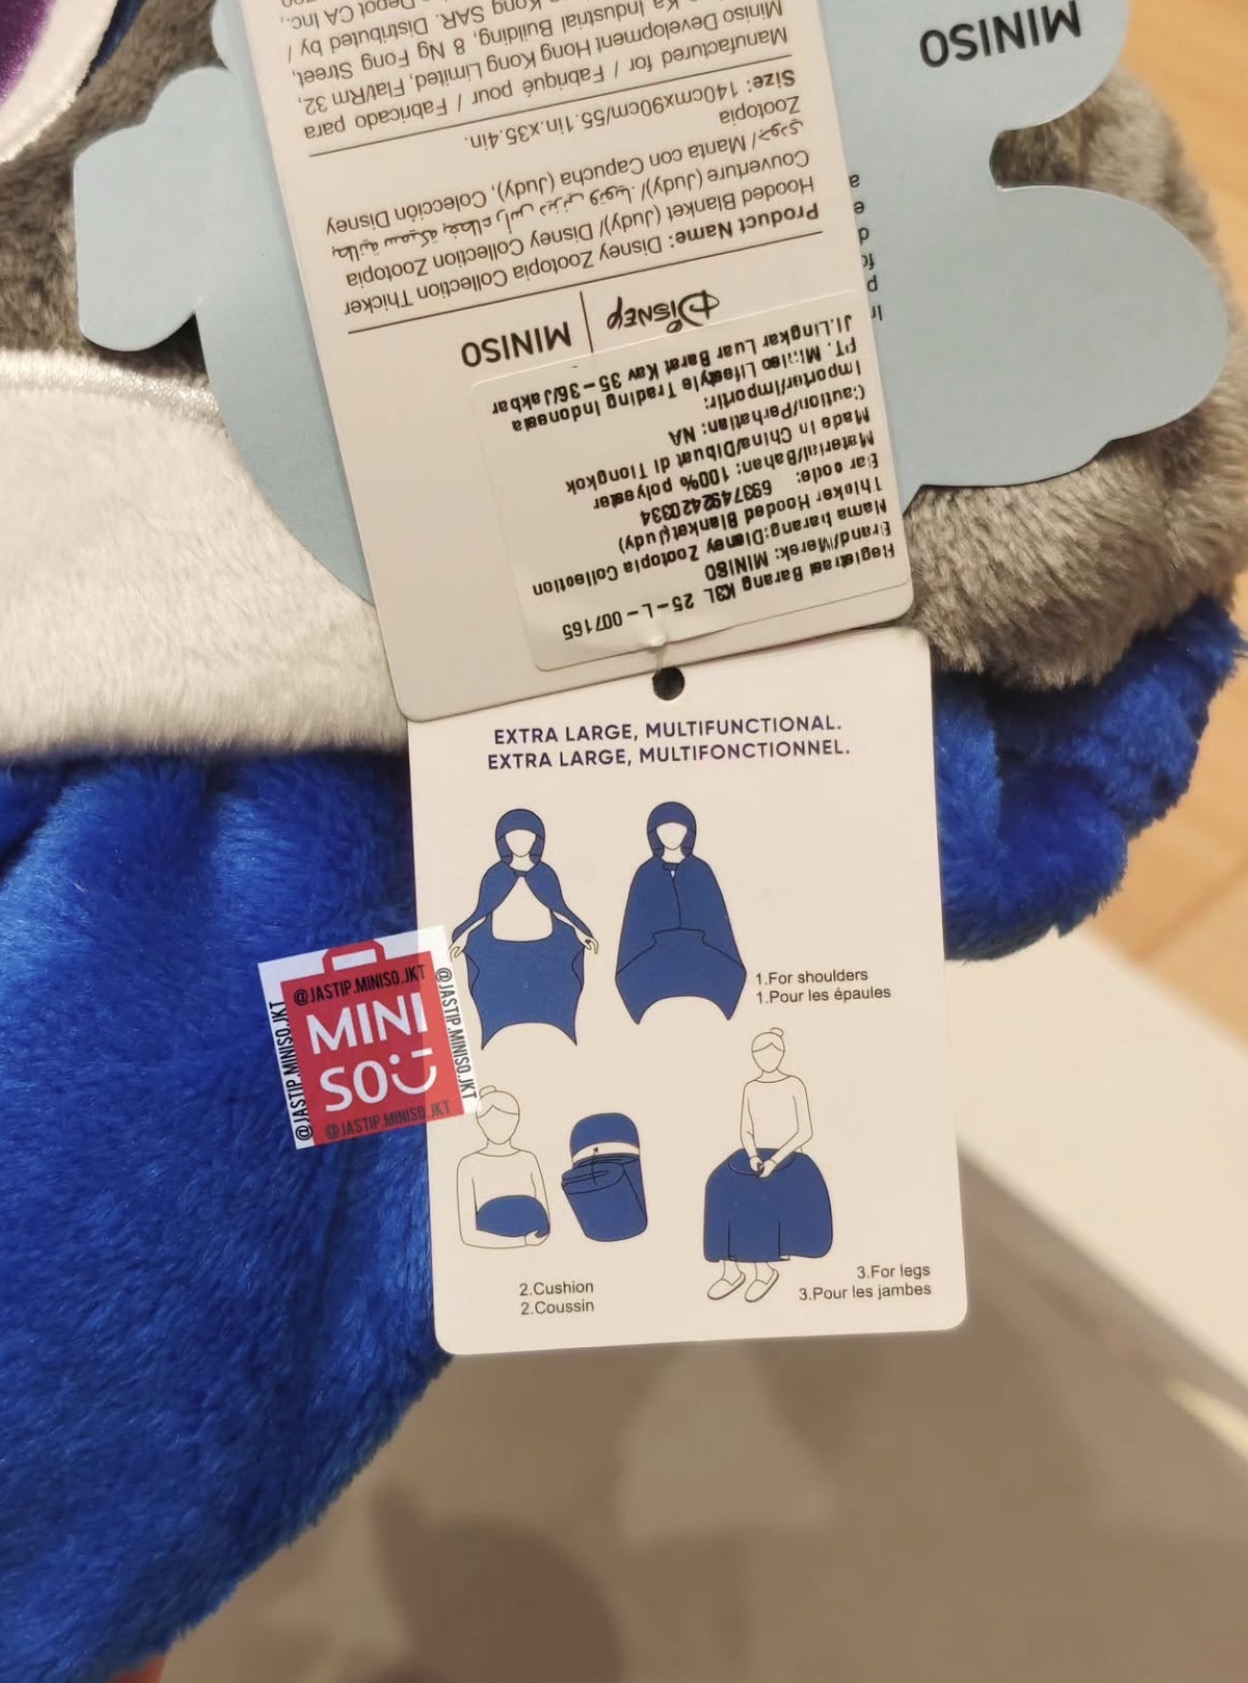 MINISO
Manufactured for / Fabriqué pour / Fabricado para
Miniso Development Hong Kong Limited, Flat/Rm 32,
Ka Industrial Building, 8 Ng Fong Street,
Kong SAR. Distributed by /
Depot CA Inc.,
Size: 140cmx90cm/55.1in.x35.4in.
Product Name: Disney Zootopia Collection Thicker
Hooded Blanket (Judy)/ Disney Collection Zootopia
Couverture (Judy)/
Manta con Capucha (Judy), Colección Disney
Zootopia
MINISO | Disney
Registrasi Barang K3L 25-L-007165
Brand/Merek: MINISO
Nama barang:Disney Zootopia Collection
Thicker Hooded Blanket(Judy)
Bar code: 6937492420334
Material/Bahan: 100% polyester
Made in China/Dibuat di Tiongkok
Caution/Perhatian: NA
Importer/Importir:
PT. Miniso Lifestyle Trading Indonesia
Jl.Lingkar Luar Barat Kav 35-36/Jakbar
EXTRA LARGE, MULTIFUNCTIONAL.
EXTRA LARGE, MULTIFONCTIONNEL.
1.For shoulders
1.Pour les épaules
@JASTIP.MINISO.JKT
@JASTIP.MINISO.JKT
MINI
SO
@JASTIP.MINISO.JKT
@JASTIP.MINISO.JKT
2.Cushion
2.Coussin
3.For legs
3.Pour les jambes